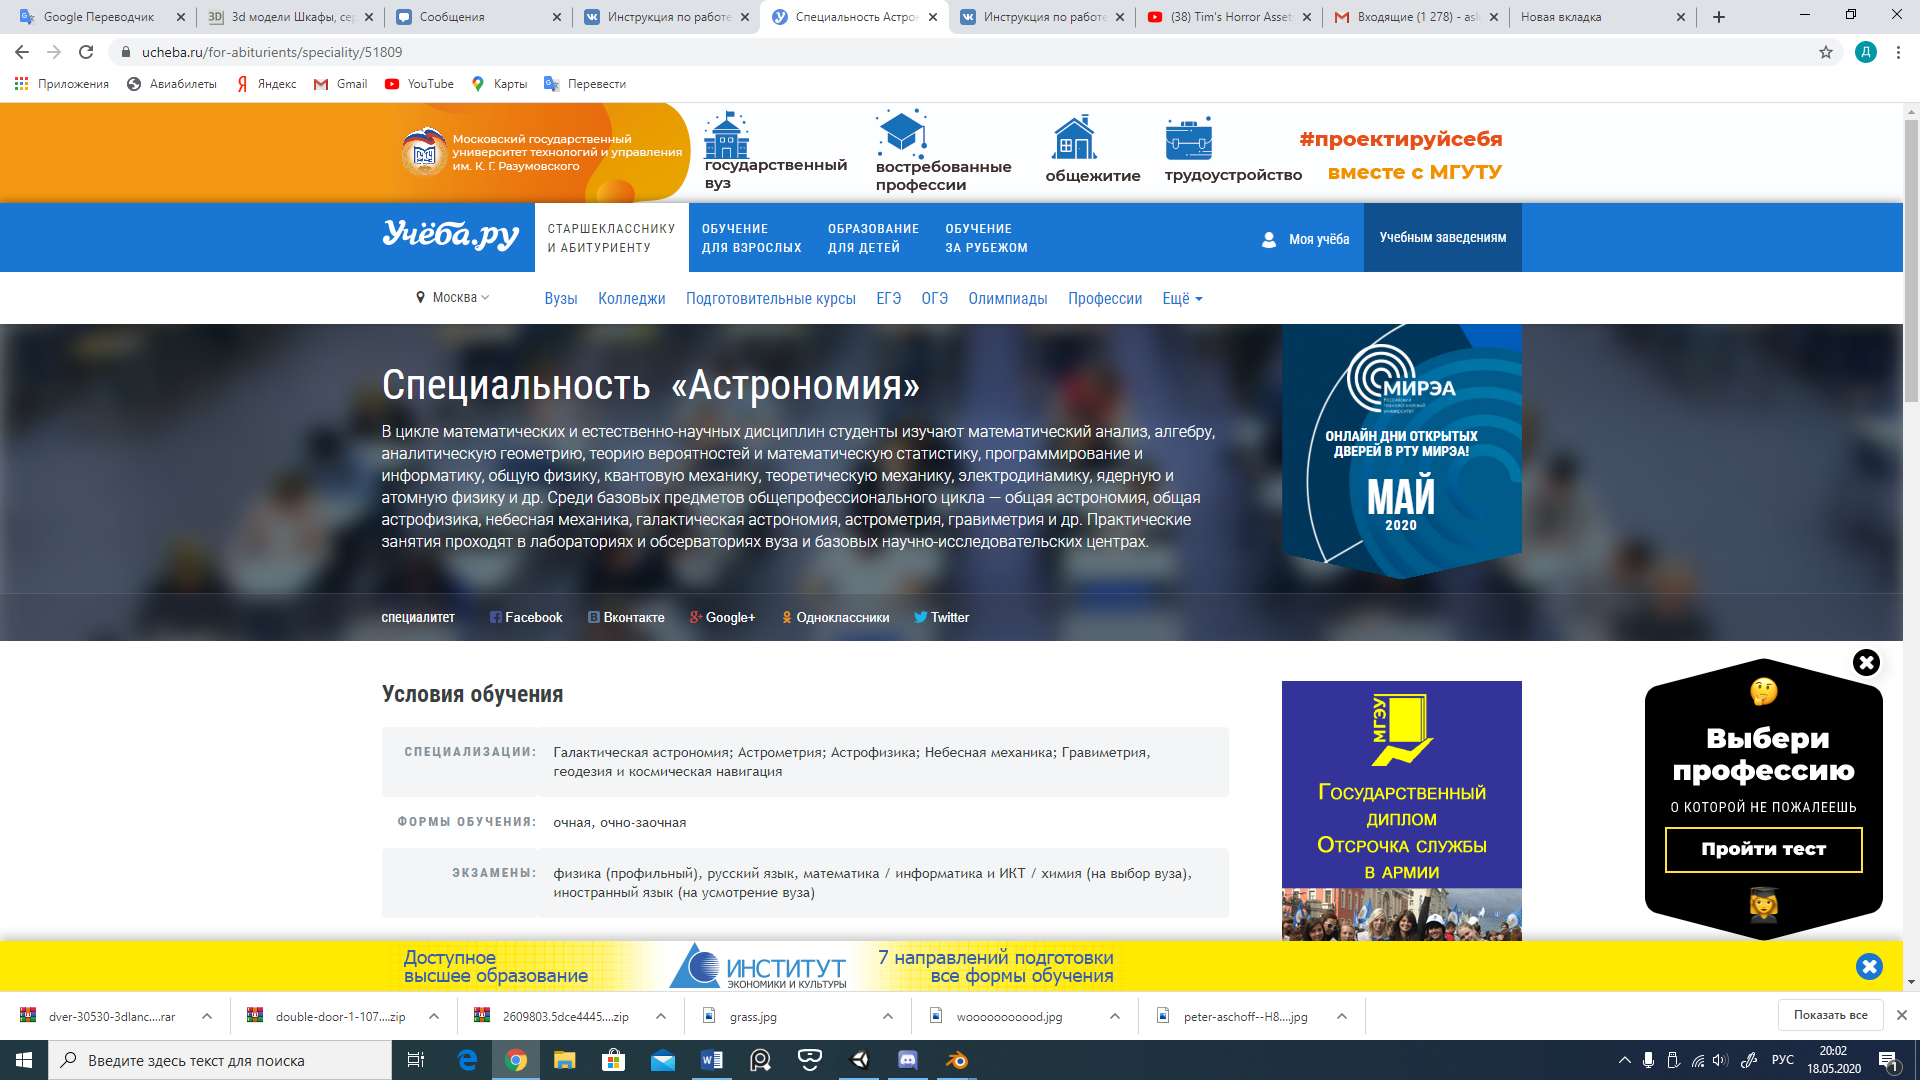 Google Переводчик
3d модели Шкафы, сер
Сообщения
Инструкция по работе
Специальность Астрон
Инструкция по работе
(38) Tim's Horror Asset
Входящие (1 278) - asl
Новая вкладка
ucheba.ru/for-abiturients/speciality/51809
Д
Приложения
Авиабилеты
Яндекс
Gmail
YouTube
Карты
Перевести
Московский государственный
университет технологий и управления
им. К. Г. Разумовского
государственный
вуз
востребованные
профессии
общежитие
трудоустройство
#проектируйсебя
вместе с МГУТУ
Учёба.ру
СТАРШЕКЛАССНИКУ
И АБИТУРИЕНТУ
ОБУЧЕНИЕ
ДЛЯ ВЗРОСЛЫХ
ОБРАЗОВАНИЕ
ДЛЯ ДЕТЕЙ
ОБУЧЕНИЕ
ЗА РУБЕЖОМ
Моя учёба
Учебным заведениям
Москва
Вузы
Колледжи
Подготовительные курсы
ЕГЭ
ОГЭ
Олимпиады
Профессии
Ещё
Специальность «Астрономия»
В цикле математических и естественно-научных дисциплин студенты изучают математический анализ, алгебру,
аналитическую геометрию, теорию вероятностей и математическую статистику, программирование и
информатику, общую физику, квантовую механику, теоретическую механику, электродинамику, ядерную и
атомную физику и др. Среди базовых предметов общепрофессионального цикла — общая астрономия, общая
астрофизика, небесная механика, галактическая астрономия, астрометрия, гравиметрия и др. Практические
занятия проходят в лабораториях и обсерваториях вуза и базовых научно-исследовательских центрах.
МИРЭА
Российский
технологический
университет
ОНЛАЙН ДНИ ОТКРЫТЫХ
ДВЕРЕЙ В РТУ МИРЭА!
МАЙ
2020
специалитет
Facebook
Вконтакте
Google+
Одноклассники
Twitter
Условия обучения
СПЕЦИАЛИЗАЦИИ:
Галактическая астрономия; Астрометрия; Астрофизика; Небесная механика; Гравиметрия,
геодезия и космическая навигация
ФОРМЫ ОБУЧЕНИЯ:
очная, очно-заочная
ЭКЗАМЕНЫ:
физика (профильный), русский язык, математика / информатика и ИКТ / химия (на выбор вуза),
иностранный язык (на усмотрение вуза)
МГЭУ
Государственный
диплом
Отсрочка службы
в армии
Выбери
профессию
О КОТОРОЙ НЕ ПОЖАЛЕЕШЬ
Пройти тест
Доступное
высшее образование
ИНСТИТУТ
ЭКОНОМИКИ И КУЛЬТУРЫ
7 направлений подготовки
все формы обучения
dver-30530-3dlanc....rar
double-door-1-107....zip
2609803.5dce4445....zip
grass.jpg
wooooooooood.jpg
peter-aschoff--H8....jpg
Показать все
Введите здесь текст для поиска
РУС
20:02
18.05.2020
1